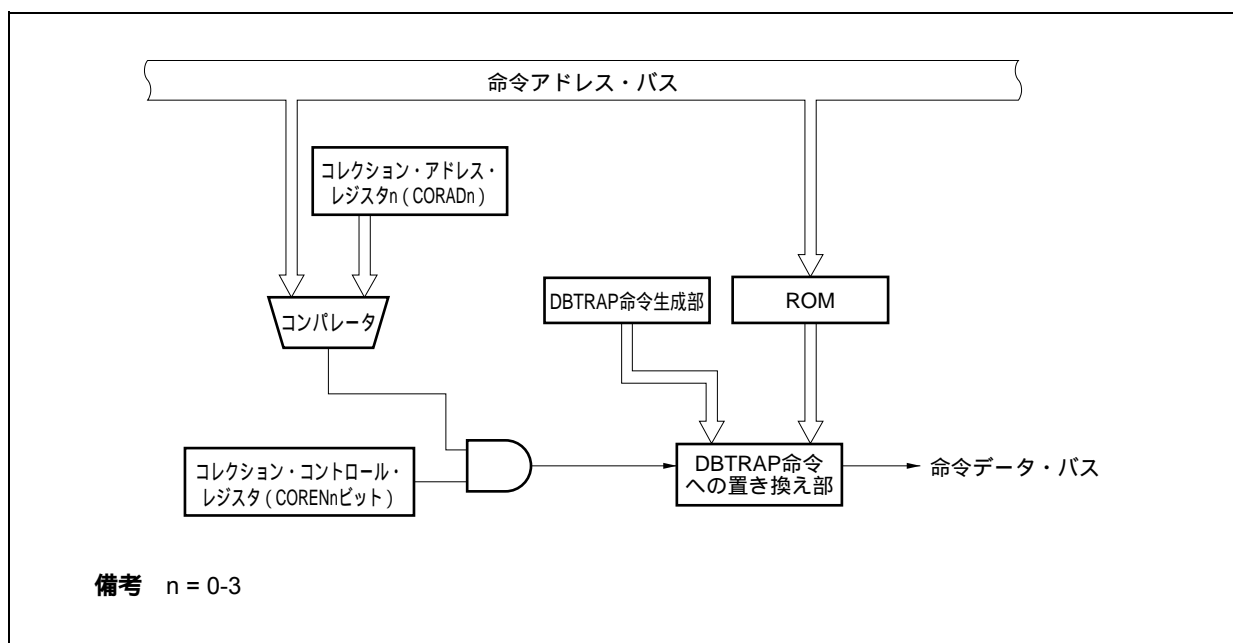 命令アドレス・バス
コレクション・アドレス・
レジスタn(CORADn)
コンパレータ
DBTRAP命令生成部
ROM
コレクション・コントロール・
レジスタ(CORENnビット)
DBTRAP命令
への置き換え部
命令データ・バス
備考 n = 0-3